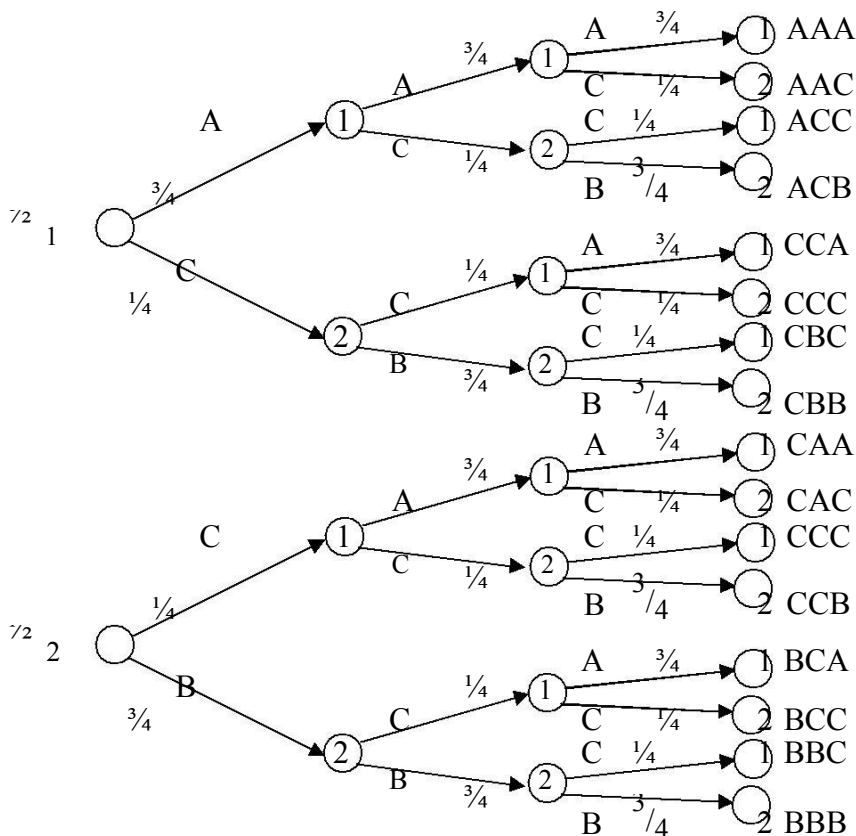 A ¾ 1 AAA
¾ 1
A C ¼ 2 AAC
A 1 C ¼ 1 ACC
C ¼ 2
¾ B 3/4 2 ACB
1
A ¾ 1 CCA
C ¼ 1
¼ C C ¼ 2 CCC
2 C ¼ 1 CBC
B ¾ 2
B 3/4 2 CBB
A ¾ 1 CAA
¾ 1
A C ¼ 2 CAC
C 1 C ¼ 1 CCC
C ¼ 2
¼ B 3/4 2 CCB
2
A ¾ 1 BCA
B ¼ 1
¾ C C ¼ 2 BCC
2 C ¼ 1 BBC
B ¾ 2
B 3/4 2 BBB